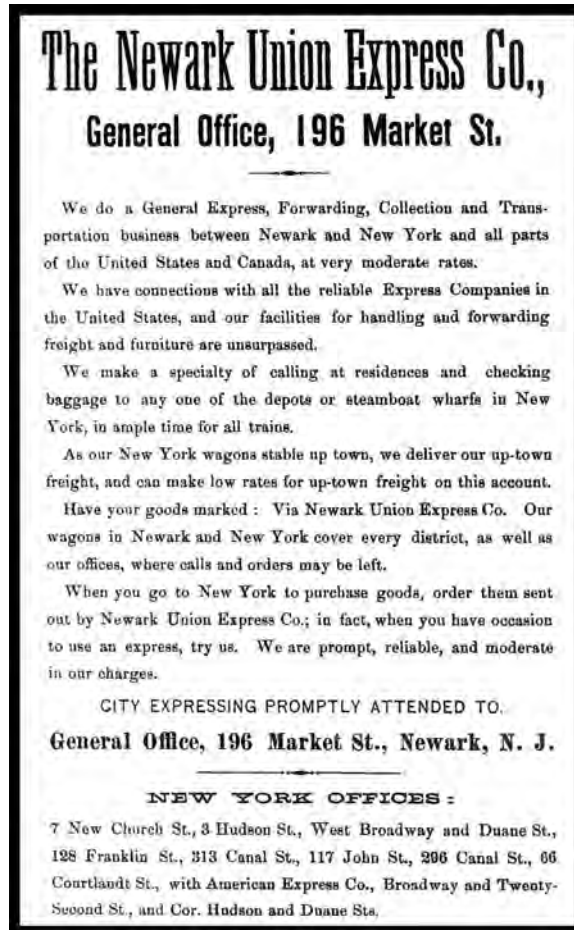 The Newark Union Express Co.,
General Office, 196 Market St.
We do a General Express, Forwarding, Collection and Trans-
portation business between Newark and New York and all parts
of the United States and Canada, at very moderate rates.
We have connections with all the reliable Express Companies in
the United States, and our facilities for handling and forwarding
freight and furniture are unsurpassed.
We make a specialty of calling at residences and checking
baggage to any one of the depots or steamboat wharfs in New
York, in ample time for all trains.
As our New York wagons stable up town, we deliver our up-town
freight, and can make low rates for up-town freight on this account.
Have your goods marked : Via Newark Union Express Co. Our
wagons in Newark and New York cover every district, as well as
our offices, where calls and orders may be left.
When you go to New York to purchase goods, order them sent
out by Newark Union Express Co.; in fact, when you have occasion
to use an express, try us. We are prompt, reliable, and moderate
in our charges.
CITY EXPRESSING PROMPTLY ATTENDED TO.
General Office, 196 Market St., Newark, N. J.
NEW YORK OFFICES :
7 New Church St., 3 Hudson St., West Broadway and Duane St.,
128 Franklin St., 313 Canal St., 117 John St., 296 Canal St., 66
Courtlandt St., with American Express Co., Broadway and Twenty-
Second St., and Cor. Hudson and Duane Sts.